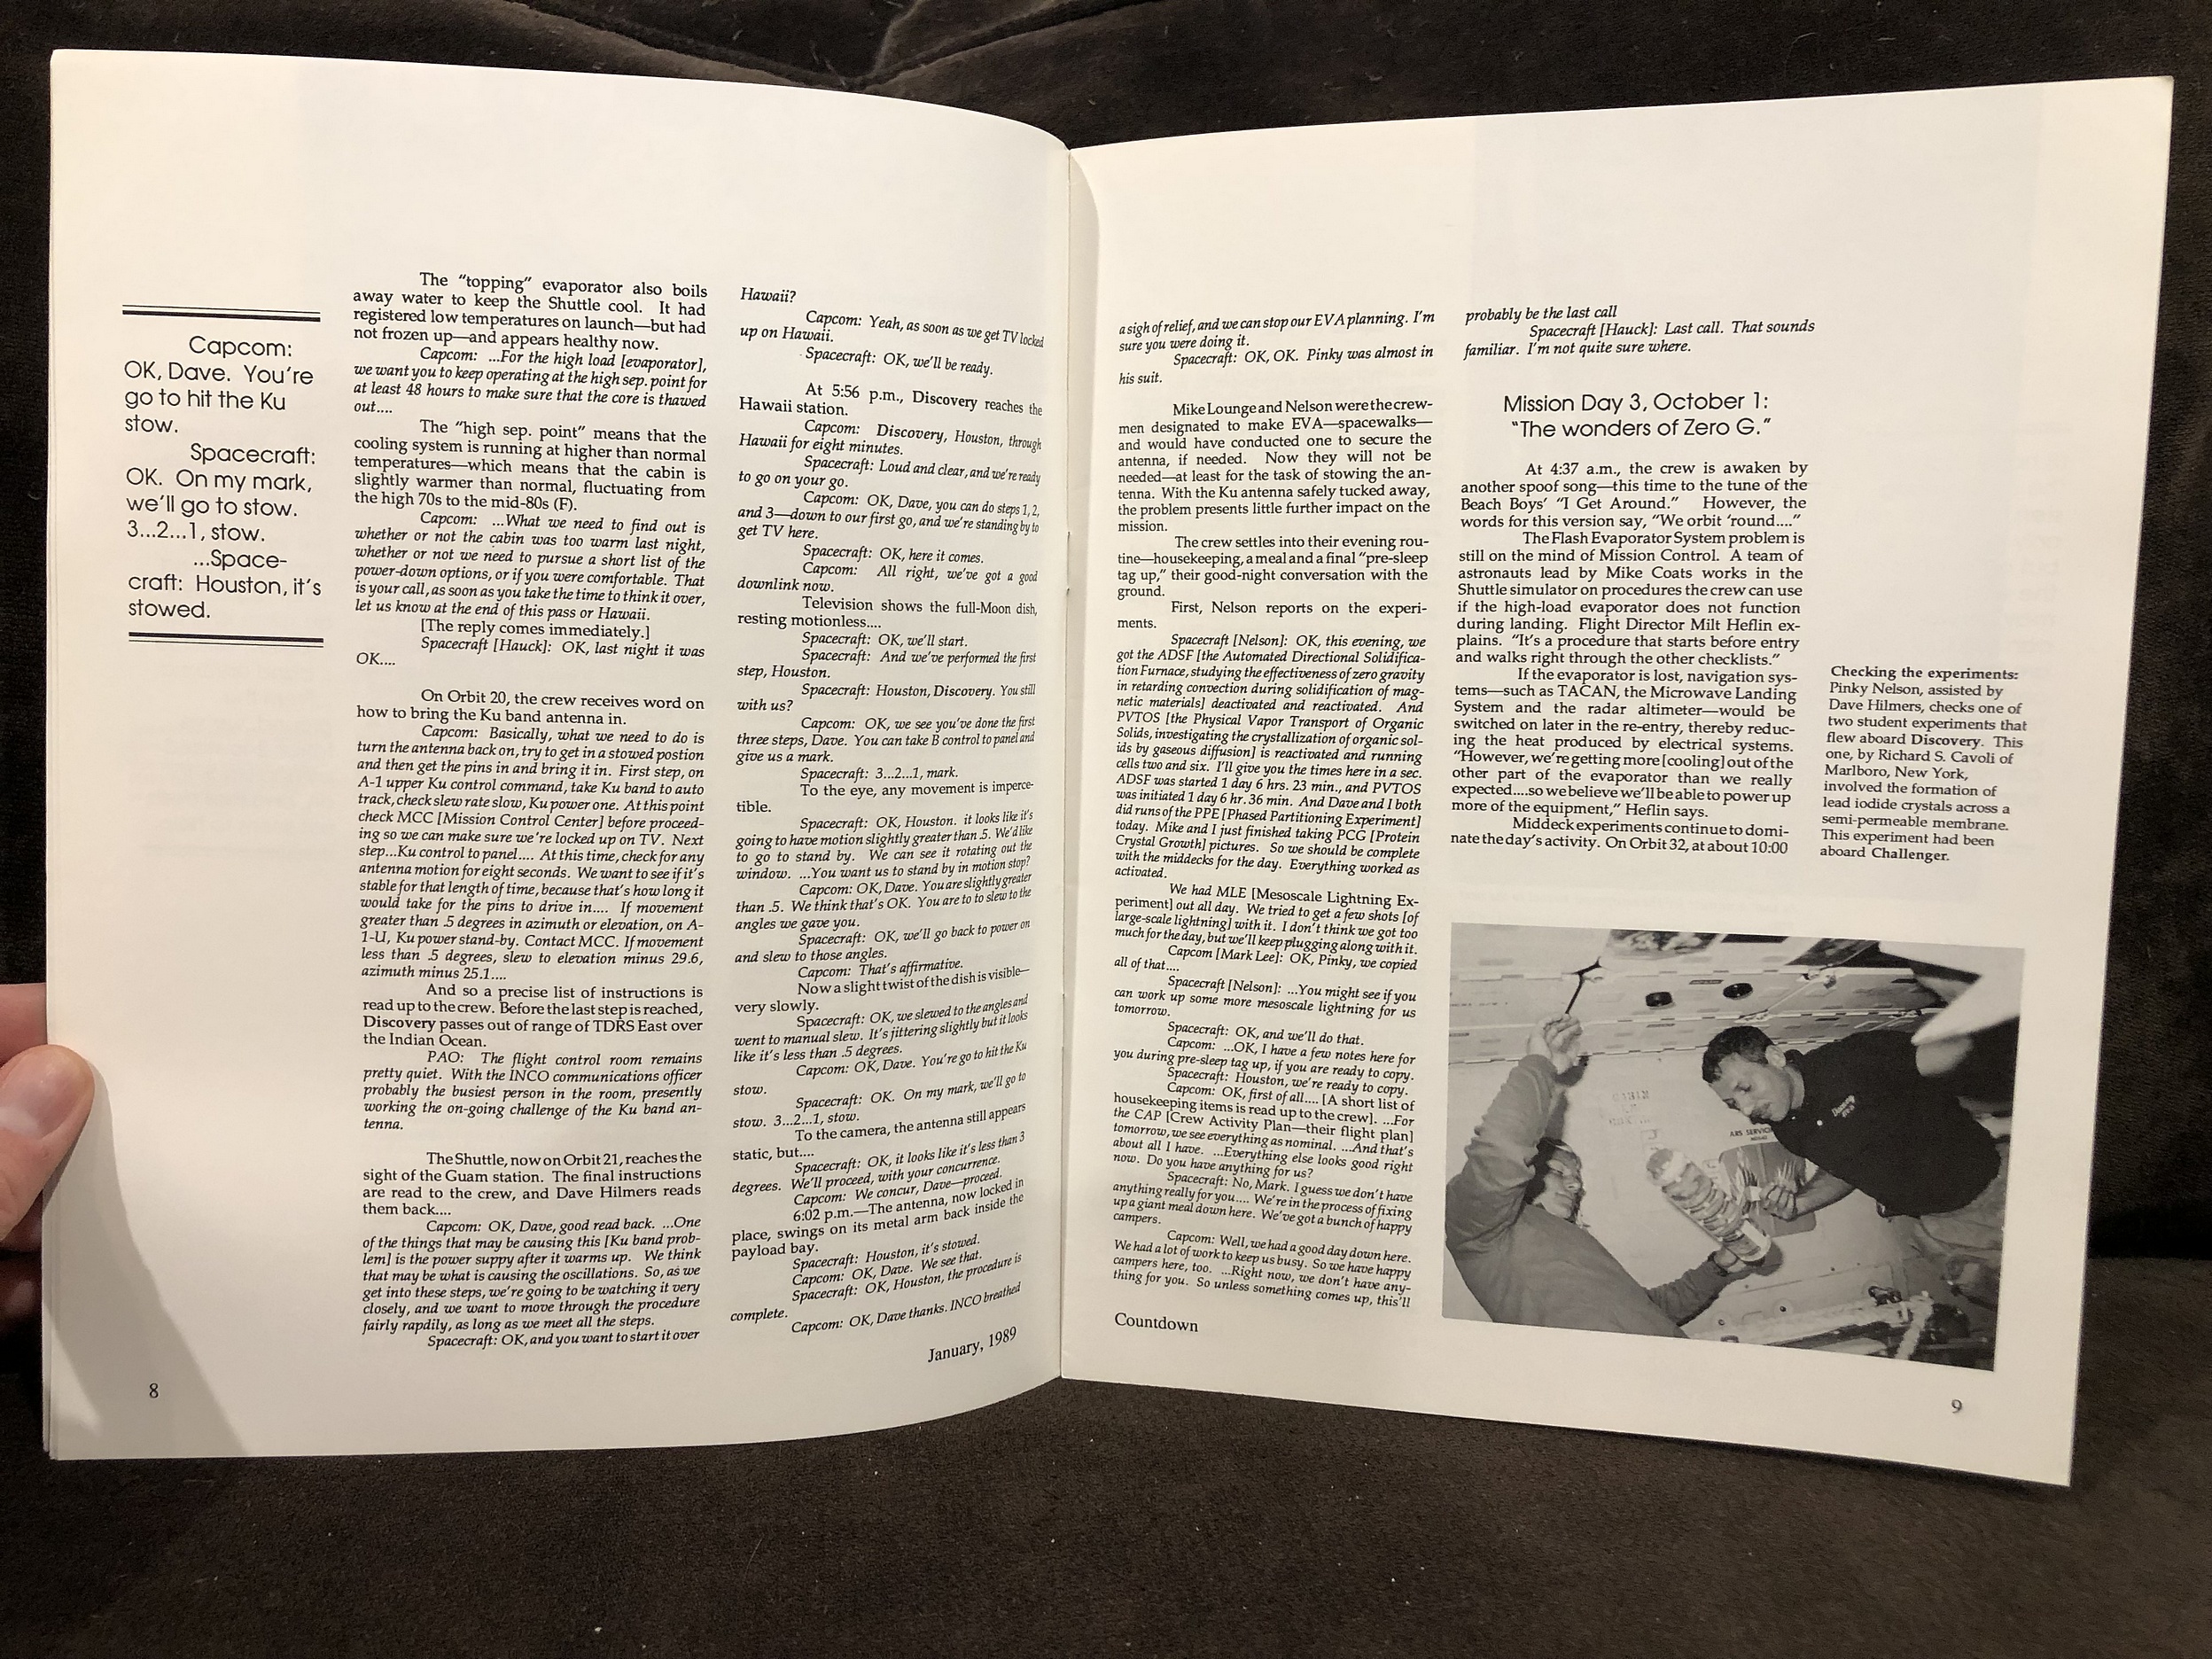 Capcom:
OK, Dave. You're
go to hit the Ku
stow.
Spacecraft:
OK. On my mark,
we'll go to stow.
3...2...1, stow.
...Space-
craft: Houston, it's
stowed.
The "topping" evaporator also boils
away water to keep the Shuttle cool. It had
registered low temperatures on launch—but had
not frozen up—and appears healthy now.
Capcom: ...For the high load [evaporator],
we want you to keep operating at the high sep. point for
at least 48 hours to make sure that the core is thawed
out....
The "high sep. point" means that the
cooling system is running at higher than normal
temperatures—which means that the cabin is
slightly warmer than normal, fluctuating from
the high 70s to the mid-80s (F).
Capcom: ...What we need to find out is
whether or not the cabin was too warm last night,
whether or not we need to pursue a short list of the
power-down options, or if you were comfortable. That
is your call, as soon as you take the time to think it over,
let us know at the end of this pass or Hawaii.
[The reply comes immediately.]
Spacecraft [Hauck]: OK, last night it was
OK....
On Orbit 20, the crew receives word on
how to bring the Ku band antenna in.
Capcom: Basically, what we need to do is
turn the antenna back on, try to get in a stowed postion
and then get the pins in and bring it in. First step, on
A-1 upper Ku control command, take Ku band to auto
track, check slew rate slow, Ku power one. At this point
check MCC [Mission Control Center] before proceed-
ing so we can make sure we're locked up on TV. Next
step...Ku control to panel.... At this time, check for any
antenna motion for eight seconds. We want to see if it's
stable for that length of time, because that's how long it
would take for the pins to drive in.... If movement
greater than .5 degrees in azimuth or elevation, on A-
1-U, Ku power stand-by. Contact MCC. If movement
less than .5 degrees, slew to elevation minus 29.6,
azimuth minus 25.1....
And so a precise list of instructions is
read up to the crew. Before the last step is reached,
Discovery passes out of range of TDRS East over
the Indian Ocean.
PAO: The flight control room remains
pretty quiet. With the INCO communications officer
probably the busiest person in the room, presently
working the on-going challenge of the Ku band an-
tenna.
The Shuttle, now on Orbit 21, reaches the
sight of the Guam station. The final instructions
are read to the crew, and Dave Hilmers reads
them back....
Capcom: OK, Dave, good read back. ...One
of the things that may be causing this [Ku band prob-
lem] is the power suppy after it warms up. We think
that may be what is causing the oscillations. So, as we
get into these steps, we're going to be watching it very
closely, and we want to move through the procedure
fairly rapdily, as long as we meet all the steps.
Spacecraft: OK, and you want to start it over
8
Hawaii?
Capcom: Yeah, as soon as we get TV locked
up on Hawaii.
Spacecraft: OK, we'll be ready.
At 5:56 p.m., Discovery reaches the
Hawaii station.
Capcom: Discovery, Houston, through
Hawaii for eight minutes.
Spacecraft: Loud and clear, and we're ready
to go on your go.
Capcom: OK, Dave, you can do steps 1, 2,
and 3—down to our first go, and we're standing by to
get TV here.
Spacecraft: OK, here it comes.
Capcom: All right, we've got a good
downlink now.
Television shows the full-Moon dish,
resting motionless....
Spacecraft: OK, we'll start.
Spacecraft: And we've performed the first
step, Houston.
Spacecraft: Houston, Discovery. You still
with us?
Capcom: OK, we see you've done the first
three steps, Dave. You can take B control to panel and
give us a mark.
Spacecraft: 3...2...1, mark.
To the eye, any movement is imperce-
tible.
Spacecraft: OK, Houston. it looks like it's
going to have motion slightly greater than .5. We'd like
to go to stand by. We can see it rotating out the
window. ...You want us to stand by in motion stop?
Capcom: OK, Dave. You are slightly greater
than .5. We think that's OK. You are to to slew to the
angles we gave you.
Spacecraft: OK, we'll go back to power on
and slew to those angles.
Capcom: That's affirmative.
Now a slight twist of the dish is visible—
very slowly.
Spacecraft: OK, we slewed to the angles and
went to manual slew. It's jittering slightly but it looks
like it's less than .5 degrees.
Capcom: OK, Dave. You're go to hit the Ku
stow.
Spacecraft: OK. On my mark, we'll go to
stow. 3...2...1, stow.
To the camera, the antenna still appears
static, but....
Spacecraft: OK, it looks like it's less than 3
degrees. We'll proceed, with your concurrence.
Capcom: We concur, Dave—proceed.
6:02 p.m.—The antenna, now locked in
place, swings on its metal arm back inside the
payload bay.
Spacecraft: Houston, it's stowed.
Capcom: OK, Dave. We see that.
Spacecraft: OK, Houston, the procedure is
complete.
Capcom: OK, Dave thanks. INCO breathed
January, 1989
a sigh of relief, and we can stop our EVA planning. I'm
sure you were doing it.
Spacecraft: OK, OK. Pinky was almost in
his suit.
Mike Lounge and Nelson were the crew-
men designated to make EVA—spacewalks—
and would have conducted one to secure the
antenna, if needed. Now they will not be
needed—at least for the task of stowing the an-
tenna. With the Ku antenna safely tucked away,
the problem presents little further impact on the
mission.
The crew settles into their evening rou-
tine—housekeeping, a meal and a final "pre-sleep
tag up," their good-night conversation with the
ground.
First, Nelson reports on the experi-
ments.
Spacecraft [Nelson]: OK, this evening, we
got the ADSF [the Automated Directional Solidifica-
tion Furnace, studying the effectiveness of zero gravity
in retarding convection during solidification of mag-
netic materials] deactivated and reactivated. And
PVTOS [the Physical Vapor Transport of Organic
Solids, investigating the crystallization of organic sol-
ids by gaseous diffusion] is reactivated and running
cells two and six. I'll give you the times here in a sec.
ADSF was started 1 day 6 hrs. 23 min., and PVTOS
was initiated 1 day 6 hr. 36 min. And Dave and I both
did runs of the PPE [Phased Partitioning Experiment]
today. Mike and I just finished taking PCG [Protein
Crystal Growth] pictures. So we should be complete
with the middecks for the day. Everything worked as
activated.
We had MLE [Mesoscale Lightning Ex-
periment] out all day. We tried to get a few shots [of
large-scale lightning] with it. I don't think we got too
much for the day, but we'll keep plugging along with it.
Capcom [Mark Lee]: OK, Pinky, we copied
all of that....
Spacecraft [Nelson]: ...You might see if you
can work up some more mesoscale lightning for us
tomorrow.
Spacecraft: OK, and we'll do that.
Capcom: ...OK, I have a few notes here for
you during pre-sleep tag up, if you are ready to copy.
Spacecraft: Houston, we're ready to copy.
Capcom: OK, first of all.... [A short list of
housekeeping items is read up to the crew]. ...For
the CAP [Crew Activity Plan—their flight plan]
tomorrow, we see everything as nominal. ...And that's
about all I have. ...Everything else looks good right
now. Do you have anything for us?
Spacecraft: No, Mark. I guess we don't have
anything really for you.... We're in the process of fixing
up a giant meal down here. We've got a bunch of happy
campers.
Capcom: Well, we had a good day down here.
We had a lot of work to keep us busy. So we have happy
campers here, too. ...Right now, we don't have any-
thing for you. So unless something comes up, this'll
Countdown
probably be the last call
Spacecraft [Hauck]: Last call. That sounds
familiar. I'm not quite sure where.
Mission Day 3, October 1:
"The wonders of Zero G."
At 4:37 a.m., the crew is awaken by
another spoof song—this time to the tune of the
Beach Boys' "I Get Around." However, the
words for this version say, "We orbit 'round...."
The Flash Evaporator System problem is
still on the mind of Mission Control. A team of
astronauts lead by Mike Coats works in the
Shuttle simulator on procedures the crew can use
if the high-load evaporator does not function
during landing. Flight Director Milt Heflin ex-
plains. "It's a procedure that starts before entry
and walks right through the other checklists."
If the evaporator is lost, navigation sys-
tems—such as TACAN, the Microwave Landing
System and the radar altimeter—would be
switched on later in the re-entry, thereby reduc-
ing the heat produced by electrical systems.
"However, we're getting more [cooling] out of the
other part of the evaporator than we really
expected....so we believe we'll be able to power up
more of the equipment," Heflin says.
Middeck experiments continue to domi-
nate the day's activity. On Orbit 32, at about 10:00
Checking the experiments:
Pinky Nelson, assisted by
Dave Hilmers, checks one of
two student experiments that
flew aboard Discovery. This
one, by Richard S. Cavoli of
Marlboro, New York,
involved the formation of
lead iodide crystals across a
semi-permeable membrane.
This experiment had been
aboard Challenger.
ARS SERVICE
9